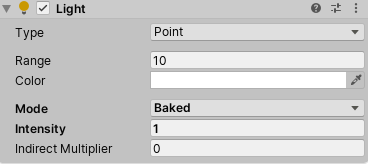 Light
Type Point
Range 10
Color
Mode Baked
Intensity 1
Indirect Multiplier 0